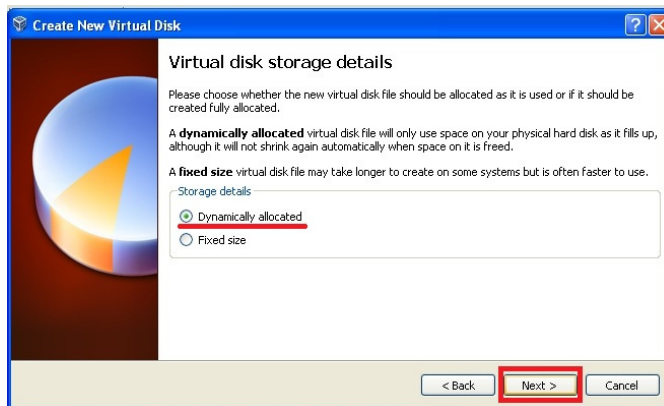 Create New Virtual Disk
Virtual disk storage details
Please choose whether the new virtual disk file should be allocated as it is used or if it should be
created fully allocated.
A dynamically allocated virtual disk file will only use space on your physical hard disk as it fills up,
although it will not shrink again automatically when space on it is freed.
A fixed size virtual disk file may take longer to create on some systems but is often faster to use.
Storage details
Dynamically allocated
Fixed size
< Back Next > Cancel